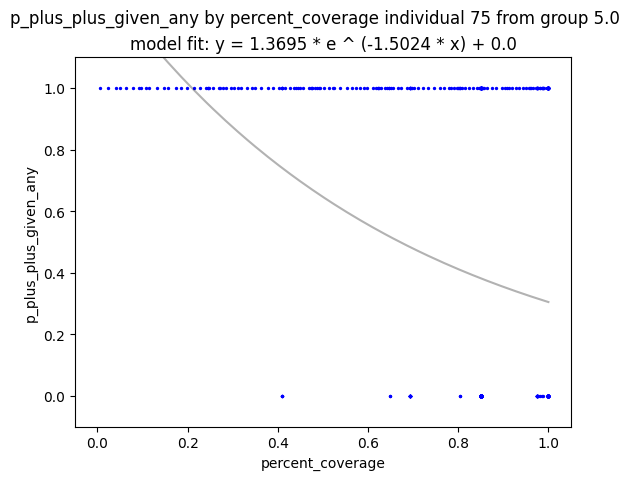 p_plus_plus_given_any by percent_coverage individual 75 from group 5.0
model fit: y = 1.3695 * e ^ (-1.5024 * x) + 0.0
1.0
0.8
0.6
0.4
0.2
0.0
p_plus_plus_given_any
0.0 0.2 0.4 0.6 0.8 1.0
percent_coverage